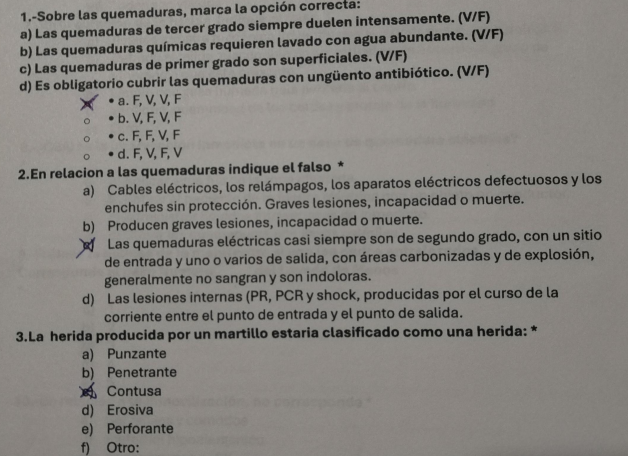 1.-Sobre las quemaduras, marca la opción correcta:
a) Las quemaduras de tercer grado siempre duelen intensamente. (V/F)
b) Las quemaduras químicas requieren lavado con agua abundante. (V/F)
c) Las quemaduras de primer grado son superficiales. (V/F)
d) Es obligatorio cubrir las quemaduras con ungüento antibiótico. (V/F)
• a. F, V, V, F
• b. V, F, V, F
• c. F, F, V, F
• d. F, V, F, V
2.En relacion a las quemaduras indique el falso *
a) Cables eléctricos, los relámpagos, los aparatos eléctricos defectuosos y los
enchufes sin protección. Graves lesiones, incapacidad o muerte.
b) Producen graves lesiones, incapacidad o muerte.
c) Las quemaduras eléctricas casi siempre son de segundo grado, con un sitio
de entrada y uno o varios de salida, con áreas carbonizadas y de explosión,
generalmente no sangran y son indoloras.
d) Las lesiones internas (PR, PCR y shock, producidas por el curso de la
corriente entre el punto de entrada y el punto de salida.
3.La herida producida por un martillo estaria clasificado como una herida: *
a) Punzante
b) Penetrante
c) Contusa
d) Erosiva
e) Perforante
f) Otro: